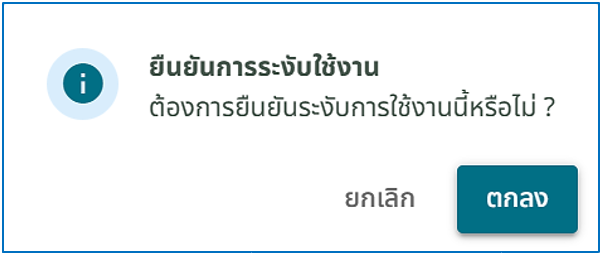 ยืนยันการระงับใช้งาน
ต้องการยืนยันระงับการใช้งานนี้หรือไม่ ?
ยกเลิก ตกลง